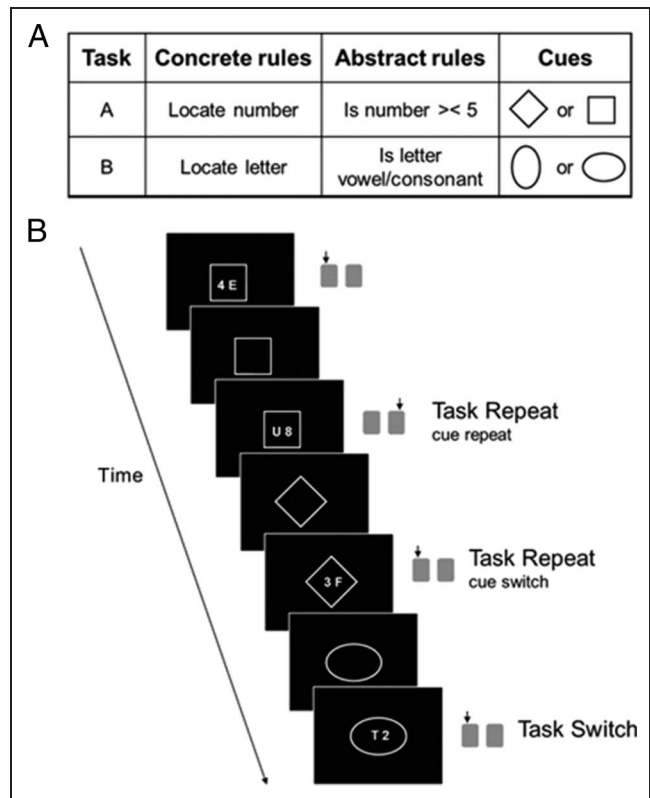 A
Task Concrete rules Abstract rules Cues
A Locate number Is number >< 5 or
B Locate letter Is letter vowel/consonant or
B
4 E
U 8
Task Repeat
cue repeat
Time
3 F
Task Repeat
cue switch
T 2
Task Switch